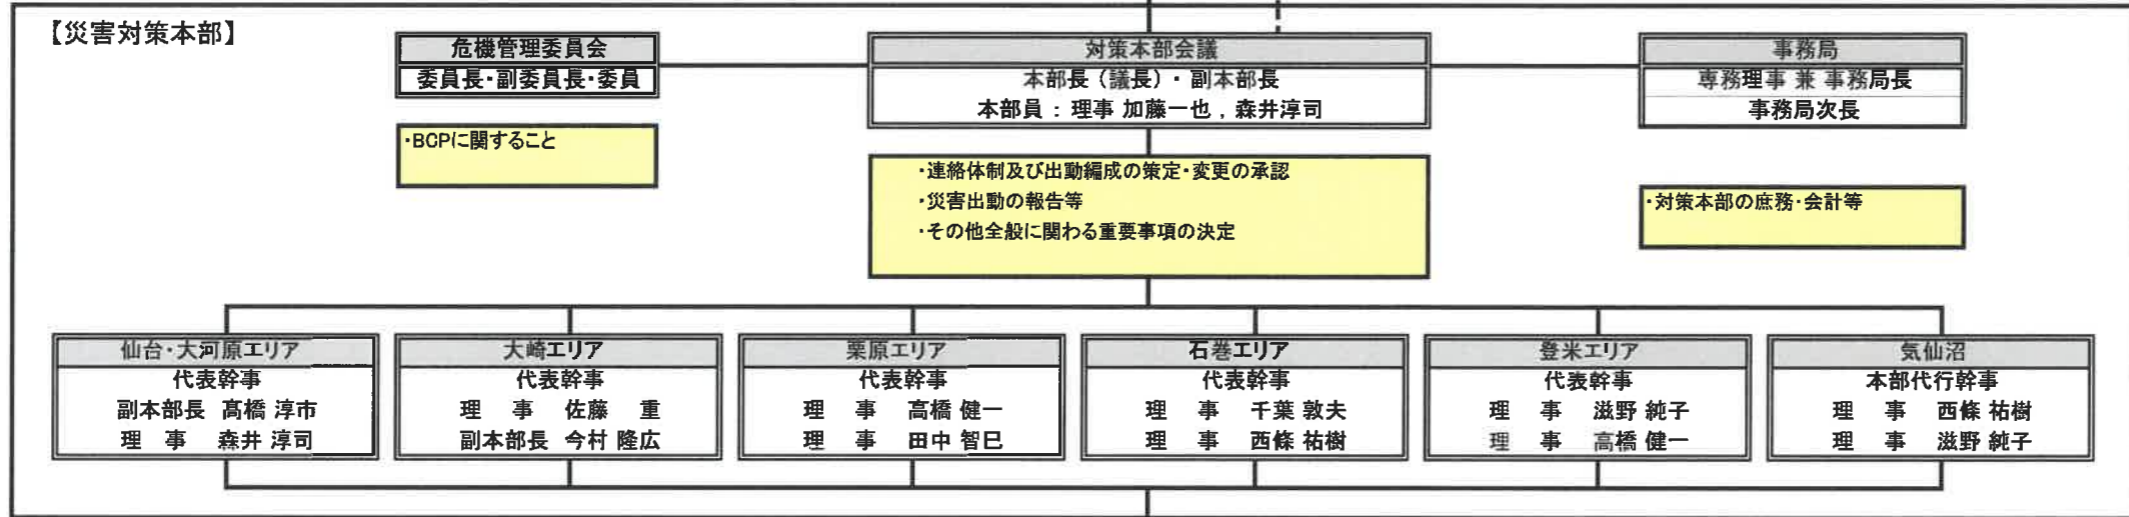 【災害対策本部】
危機管理委員会
委員長・副委員長・委員
・BCPに関すること
対策本部会議
本部長（議長）・副本部長
本部員：理事 加藤一也，森井淳司
・連絡体制及び出動編成の策定・変更の承認
・災害出動の報告等
・その他全般に関わる重要事項の決定
事務局
専務理事 兼 事務局長
事務局次長
・対策本部の庶務・会計等
仙台・大河原エリア
代表幹事
副本部長 髙橋 淳市
理 事 森井 淳司
大崎エリア
代表幹事
理 事 佐藤 重
副本部長 今村 隆広
栗原エリア
代表幹事
理 事 高橋 健一
理 事 田中 智巳
石巻エリア
代表幹事
理 事 千葉 敦夫
理 事 西條 祐樹
登米エリア
代表幹事
理 事 滋野 純子
理 事 高橋 健一
気仙沼
本部代行幹事
理 事 西條 祐樹
理 事 滋野 純子